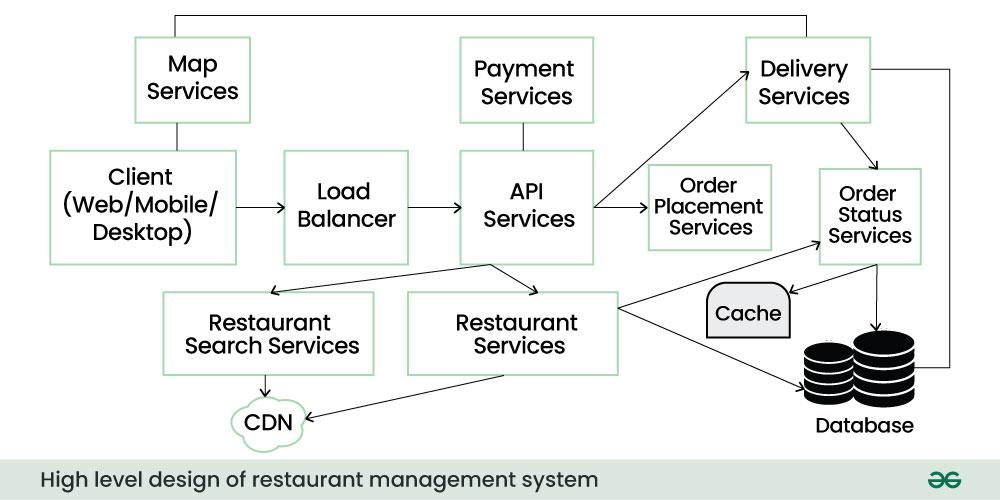 Map
Services
Payment
Services
Delivery
Services
Client
(Web/Mobile/
Desktop)
Load
Balancer
API
Services
Order
Placement
Services
Order
Status
Services
Restaurant
Search Services
Restaurant
Services
Cache
CDN
Database
High level design of restaurant management system